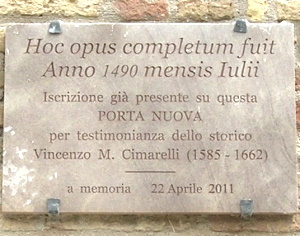 Hoc opus completum fuit
Anno 1490 mensis Iulii
Iscrizione già presente su questa
PORTA NUOVA
per testimonianza dello storico
Vincenzo M. Cimarelli (1585 - 1662)
a memoria 22 Aprile 2011